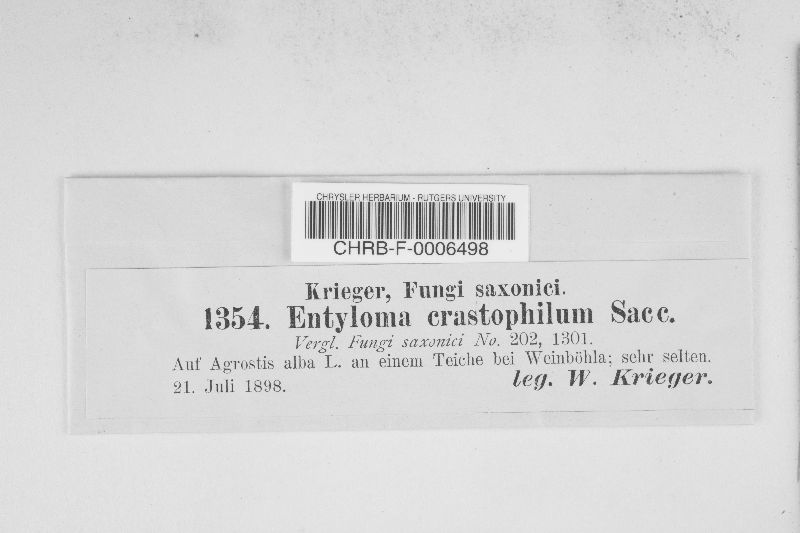 CHRYSLER HERBARIUM - RUTGERS UNIVERSITY
CHRB-F-0006498
Krieger, Fungi saxonici.
1354. Entyloma crastophilum Sacc.
Vergl. Fungi saxonici No. 202, 1301.
Auf Agrostis alba L. an einem Teiche bei Weinböhla; sehr selten.
21. Juli 1898.
leg. W. Krieger.